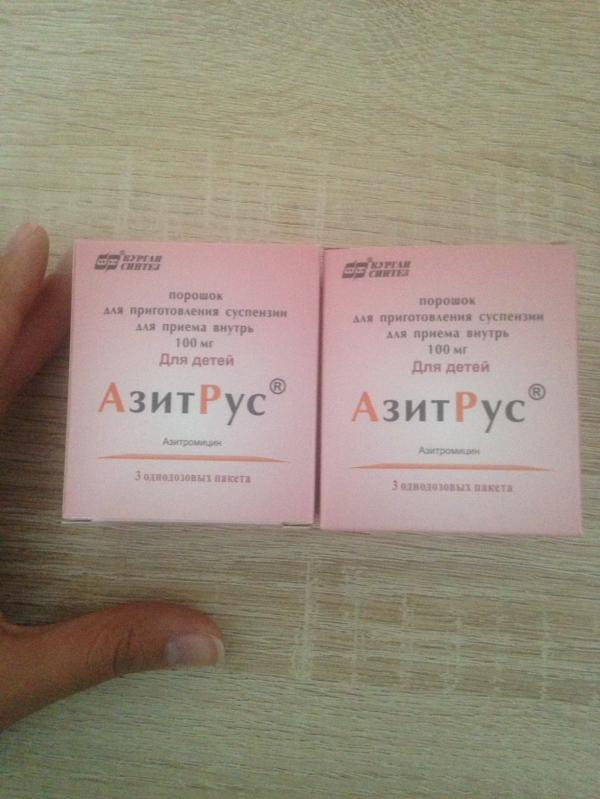 КУРГАН
СИНТЕЗ
порошок
для приготовления суспензии
для приема внутрь
100 мг
Для детей
АзитРус®
Азитромицин
3 однодозовых пакета
КУРГАН
СИНТЕЗ
порошок
для приготовления суспензии
для приема внутрь
100 мг
Для детей
АзитРус®
Азитромицин
3 однодозовых пакета